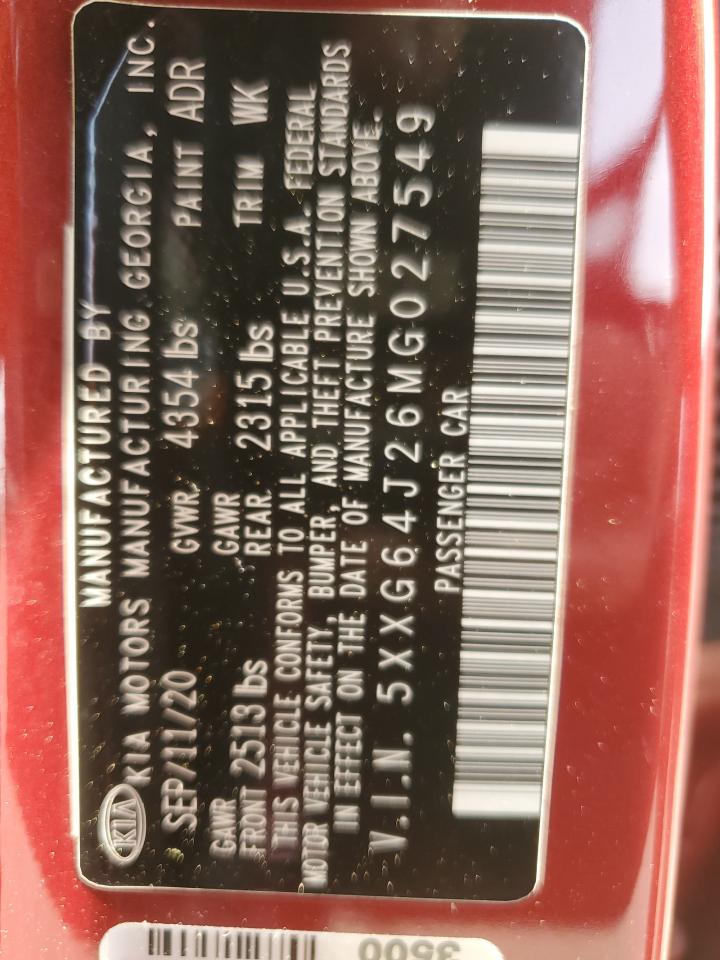 MANUFACTURED BY
KIA KIA MOTORS MANUFACTURING GEORGIA, INC.
SEP/11/20 GVWR 4354 lbs PAINT ADR
GAWR FRONT 2513 lbs GAWR REAR 2315 lbs TRIM WK
THIS VEHICLE CONFORMS TO ALL APPLICABLE U.S.A. FEDERAL
MOTOR VEHICLE SAFETY, BUMPER, AND THEFT PREVENTION STANDARDS
IN EFFECT ON THE DATE OF MANUFACTURE SHOWN ABOVE.
V.I.N. 5XXG64J26MG027549
PASSENGER CAR
3500